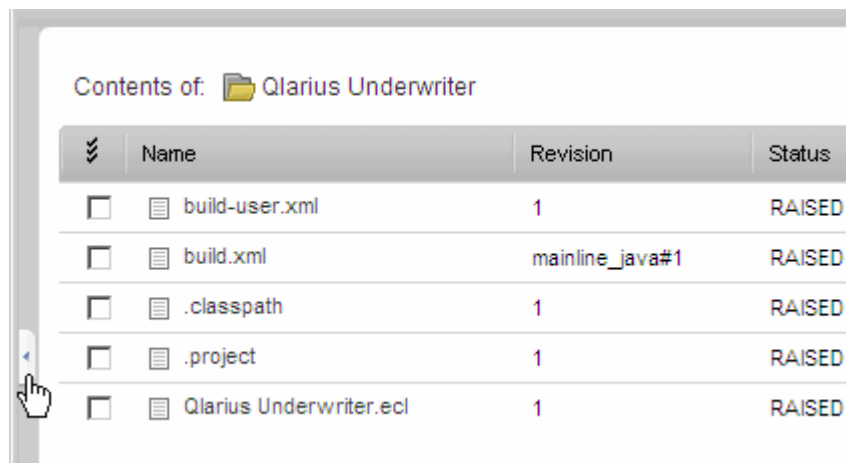 Contents of: Qlarius Underwriter
Name Revision Status
build-user.xml 1 RAISED
build.xml mainline_java#1 RAISED
.classpath 1 RAISED
.project 1 RAISED
Qlarius Underwriter.ecl 1 RAISED